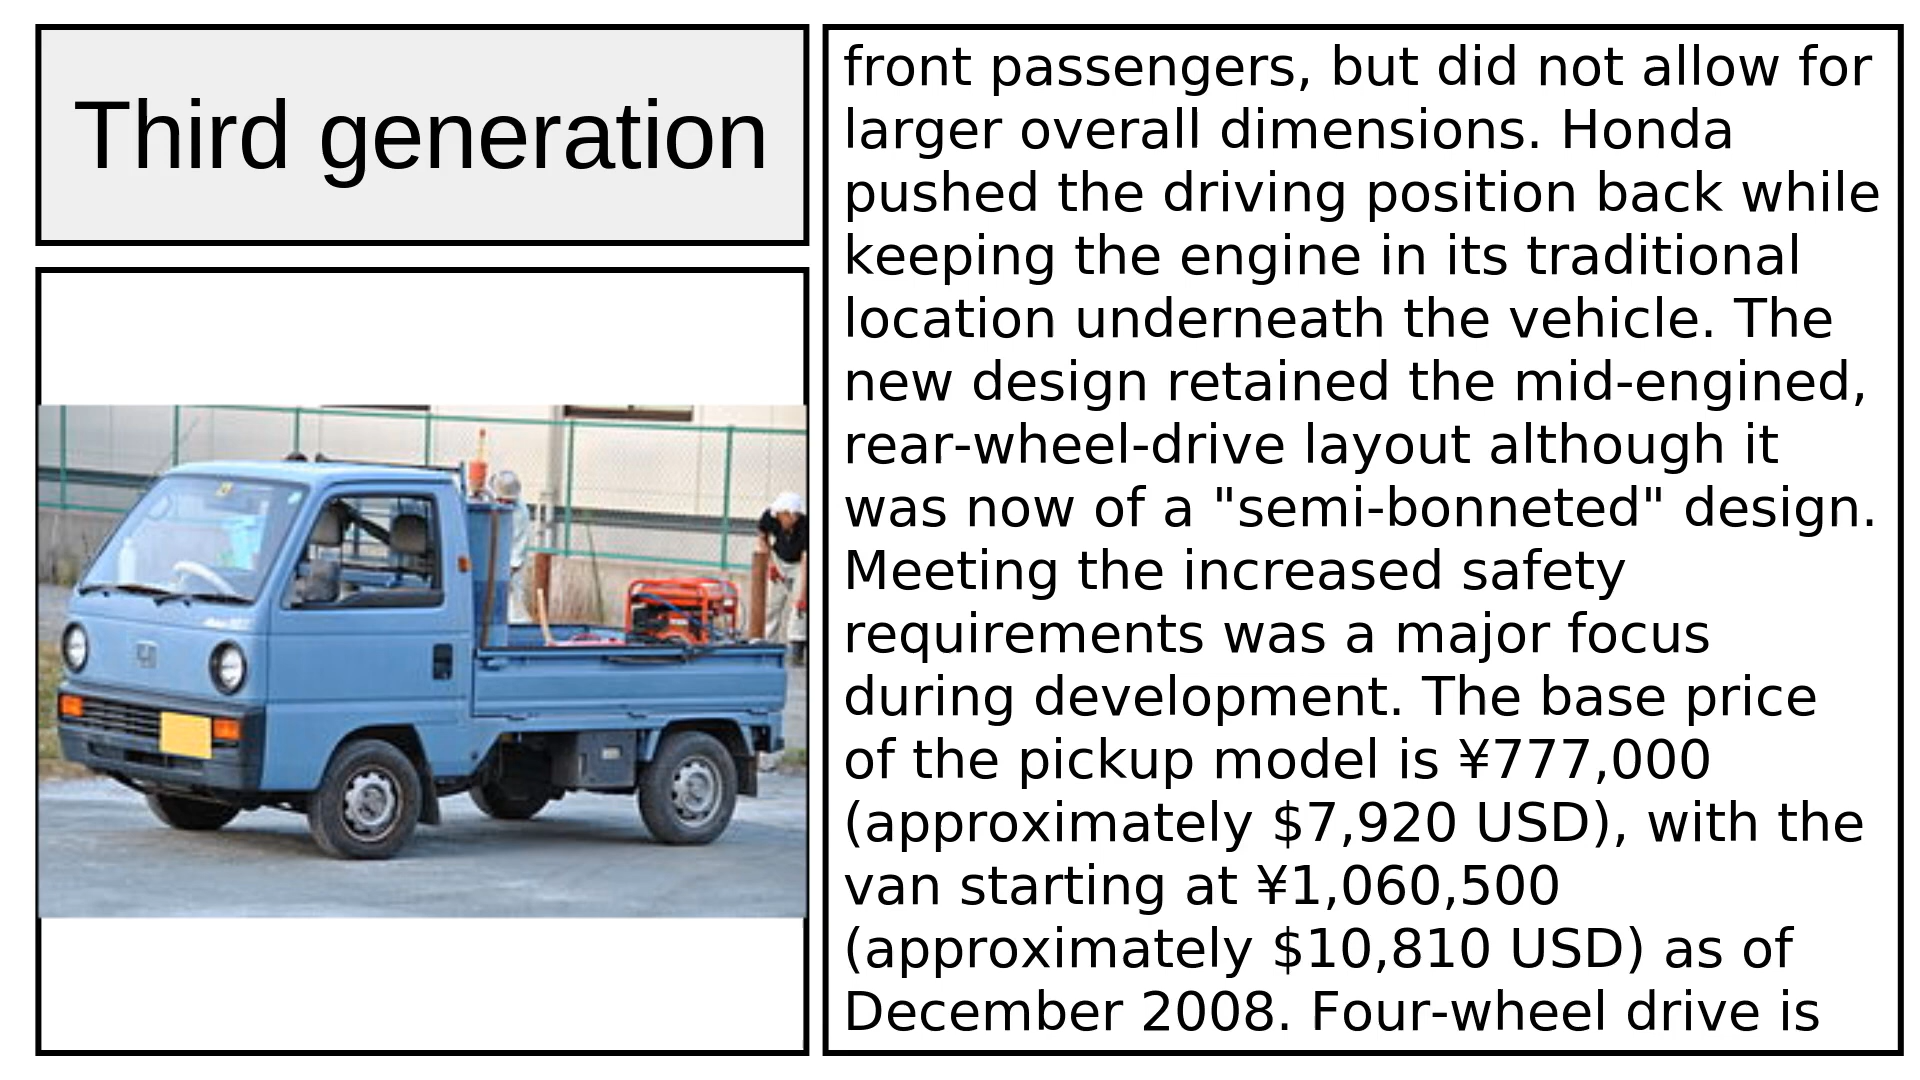 Third generation
front passengers, but did not allow for
larger overall dimensions. Honda
pushed the driving position back while
keeping the engine in its traditional
location underneath the vehicle. The
new design retained the mid-engined,
rear-wheel-drive layout although it
was now of a "semi-bonneted" design.
Meeting the increased safety
requirements was a major focus
during development. The base price
of the pickup model is ¥777,000
(approximately $7,920 USD), with the
van starting at ¥1,060,500
(approximately $10,810 USD) as of
December 2008. Four-wheel drive is